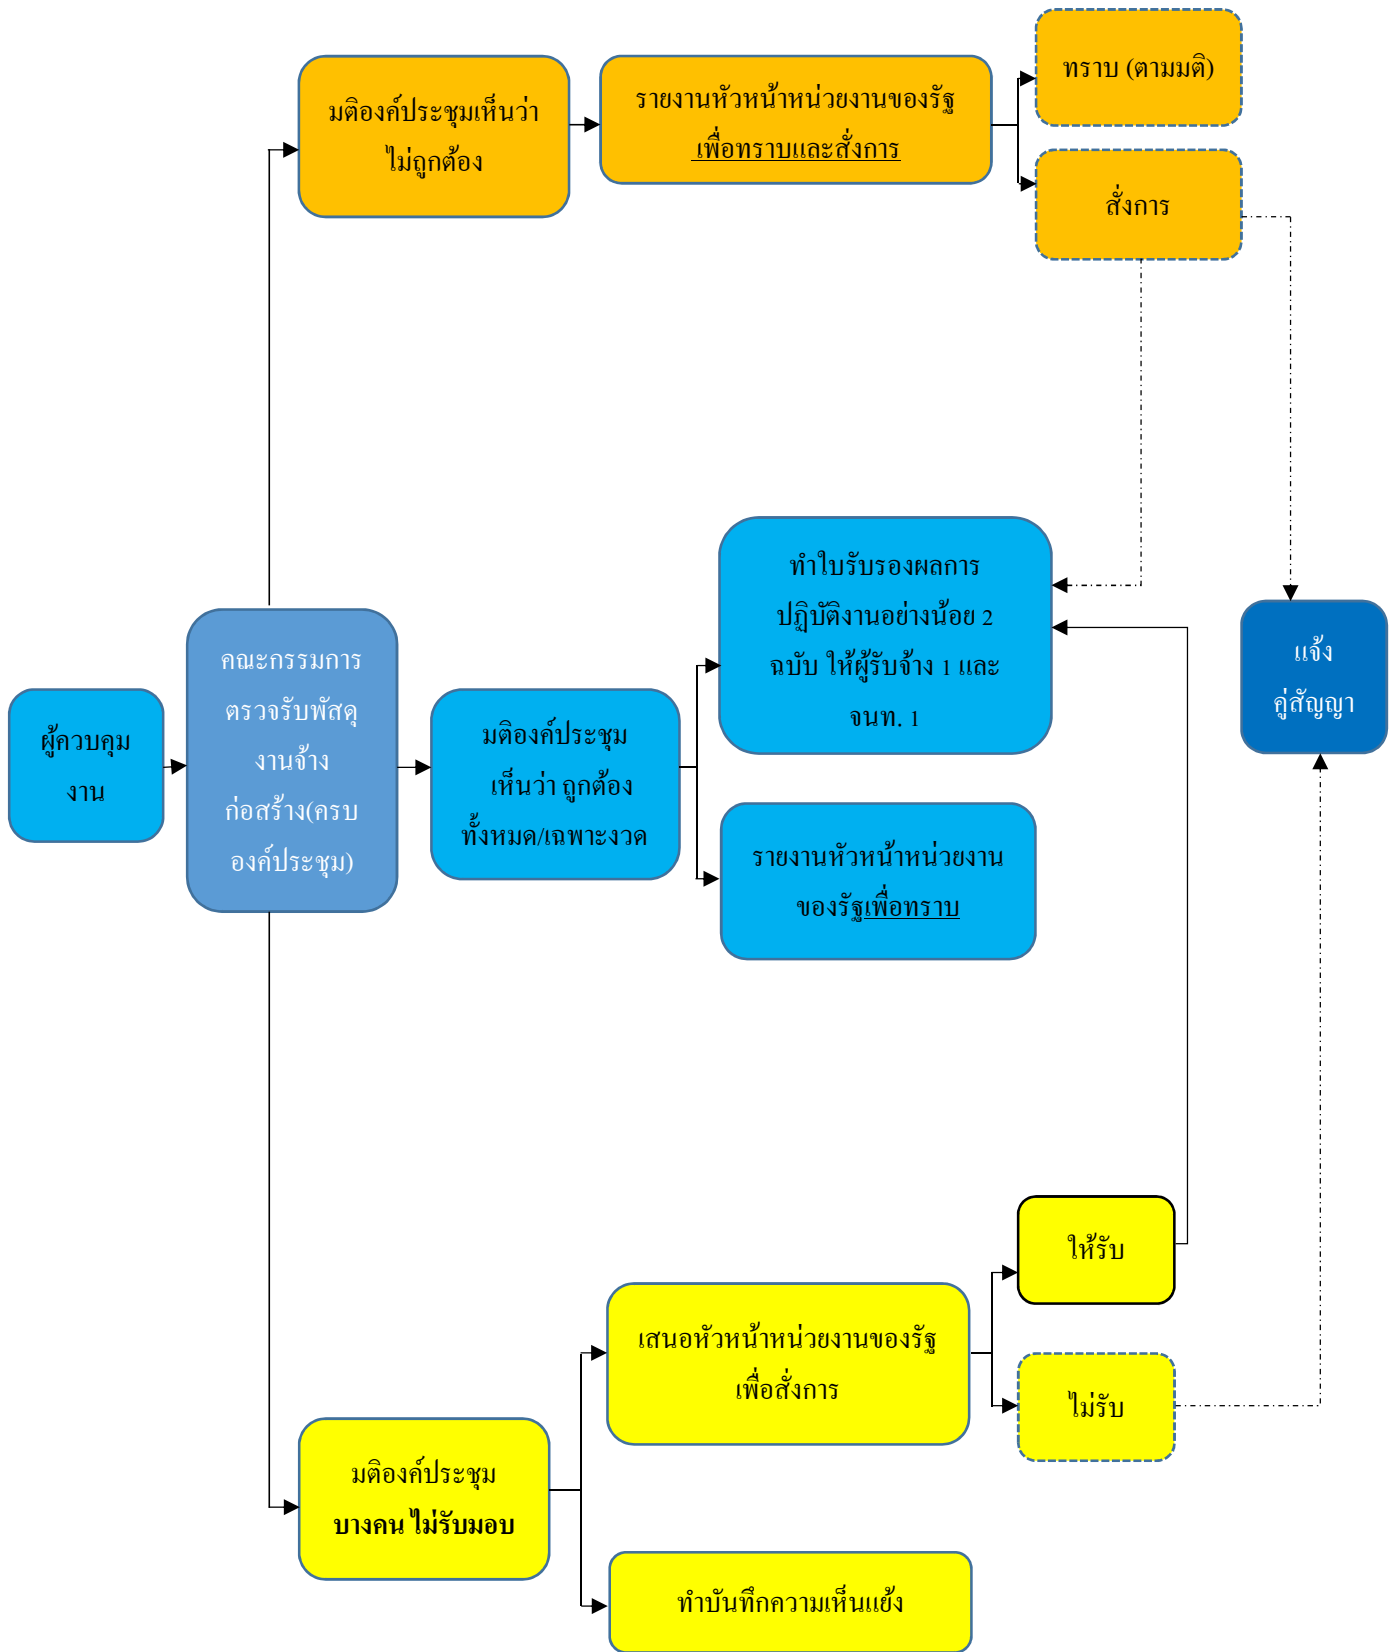 มติองค์ประชุมเห็นว่า
ไม่ถูกต้อง
รายงานหัวหน้าหน่วยงานของรัฐ
เพื่อทราบและสั่งการ
ทราบ (ตามมติ)
สั่งการ
ผู้ควบคุม
งาน
คณะกรรมการ
ตรวจรับพัสดุ
งานจ้าง
ก่อสร้าง(ครบ
องค์ประชุม)
มติองค์ประชุม
เห็นว่า ถูกต้อง
ทั้งหมด/เฉพาะงวด
ทำใบรับรองผลการ
ปฏิบัติงานอย่างน้อย 2
ฉบับ ให้ผู้รับจ้าง 1 และ
จนท. 1
รายงานหัวหน้าหน่วยงาน
ของรัฐเพื่อทราบ
แจ้ง
คู่สัญญา
มติองค์ประชุม
บางคน ไม่รับมอบ
เสนอหัวหน้าหน่วยงานของรัฐ
เพื่อสั่งการ
ทำบันทึกความเห็นแย้ง
ให้รับ
ไม่รับ